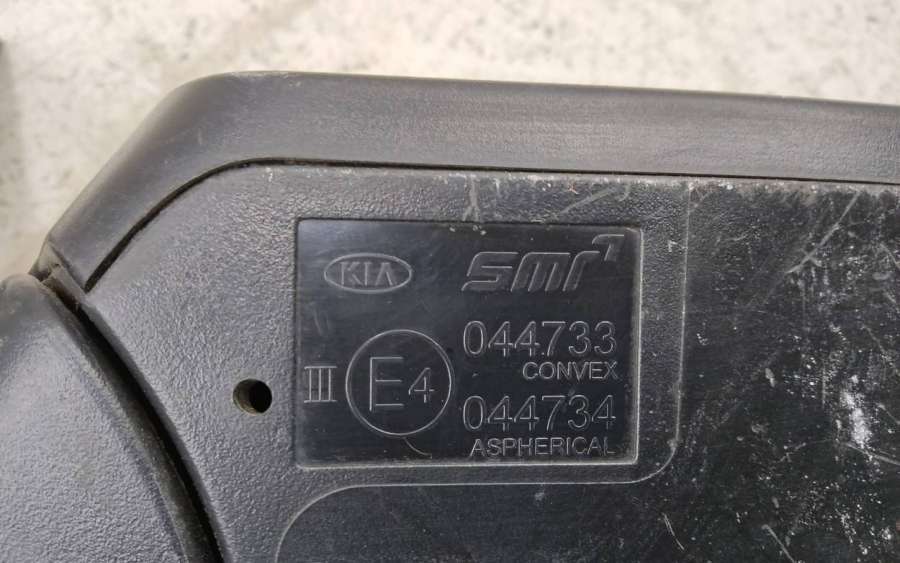 KIA
smr
III
E4
044733
CONVEX
044734
ASPHERICAL